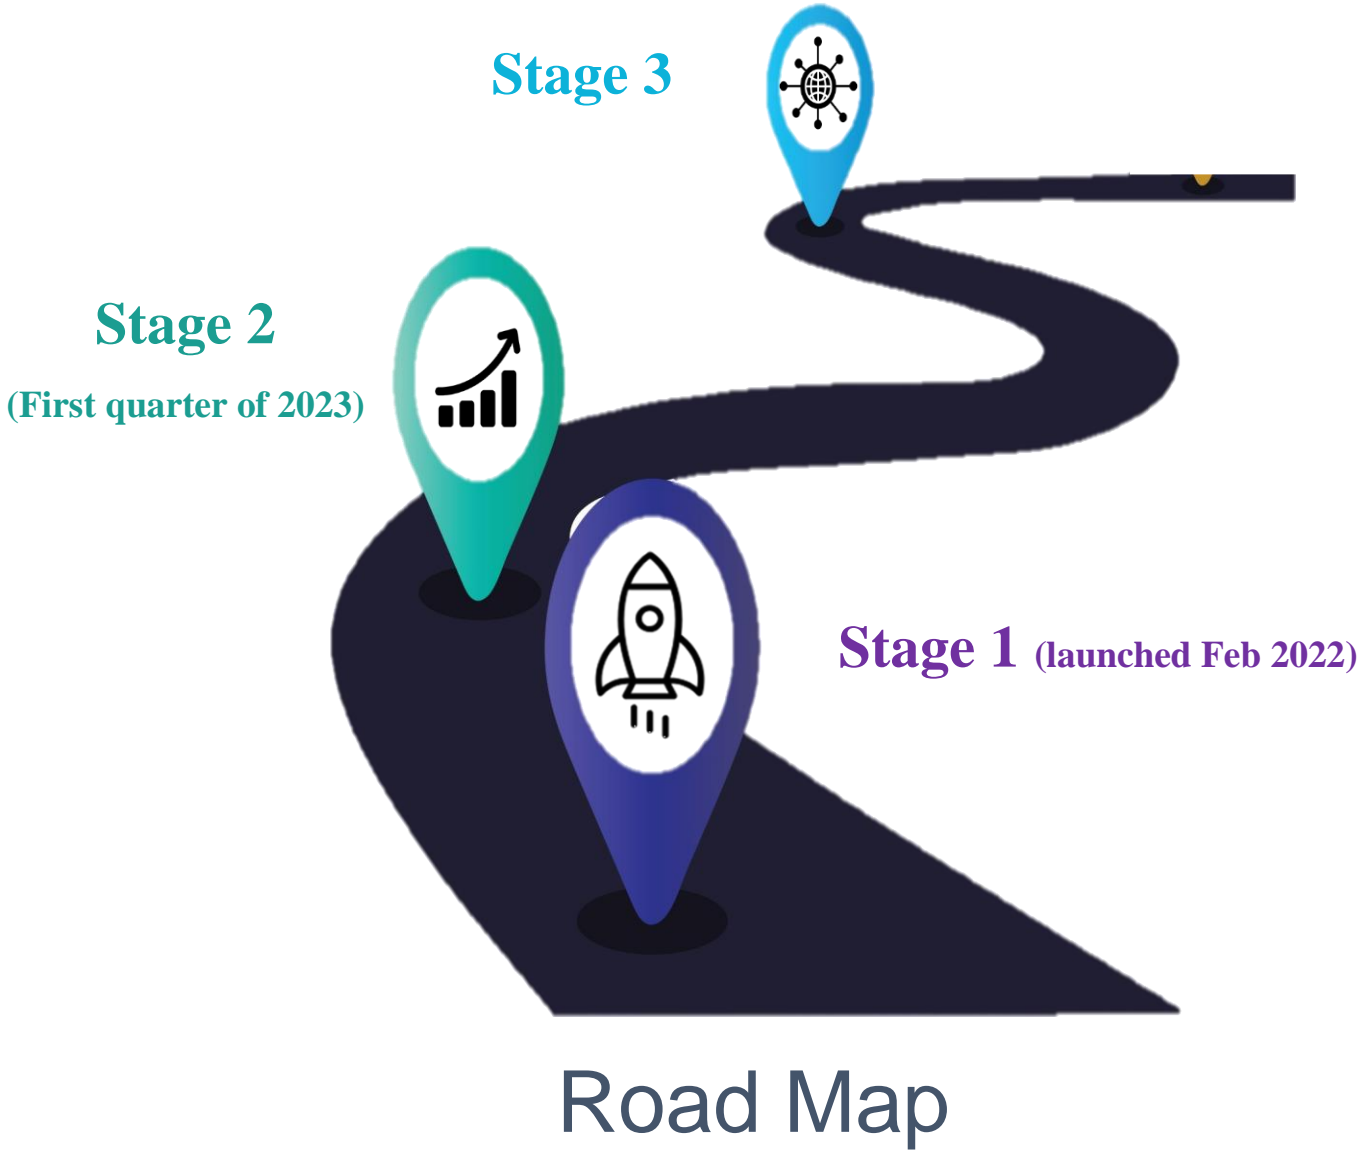 Stage 3
Stage 2
(First quarter of 2023)
Stage 1 (launched Feb 2022)
Road Map